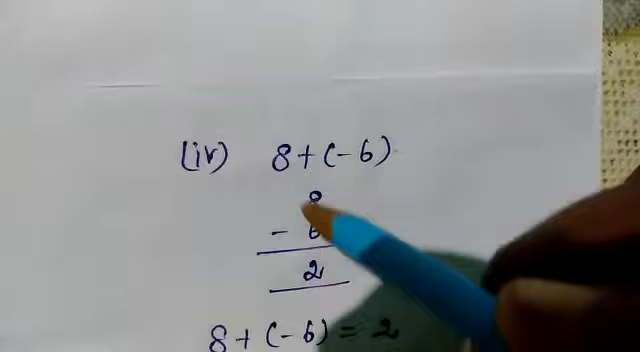 (iv) 8+(-6)
8
- 6
2
8+(-6) = 2